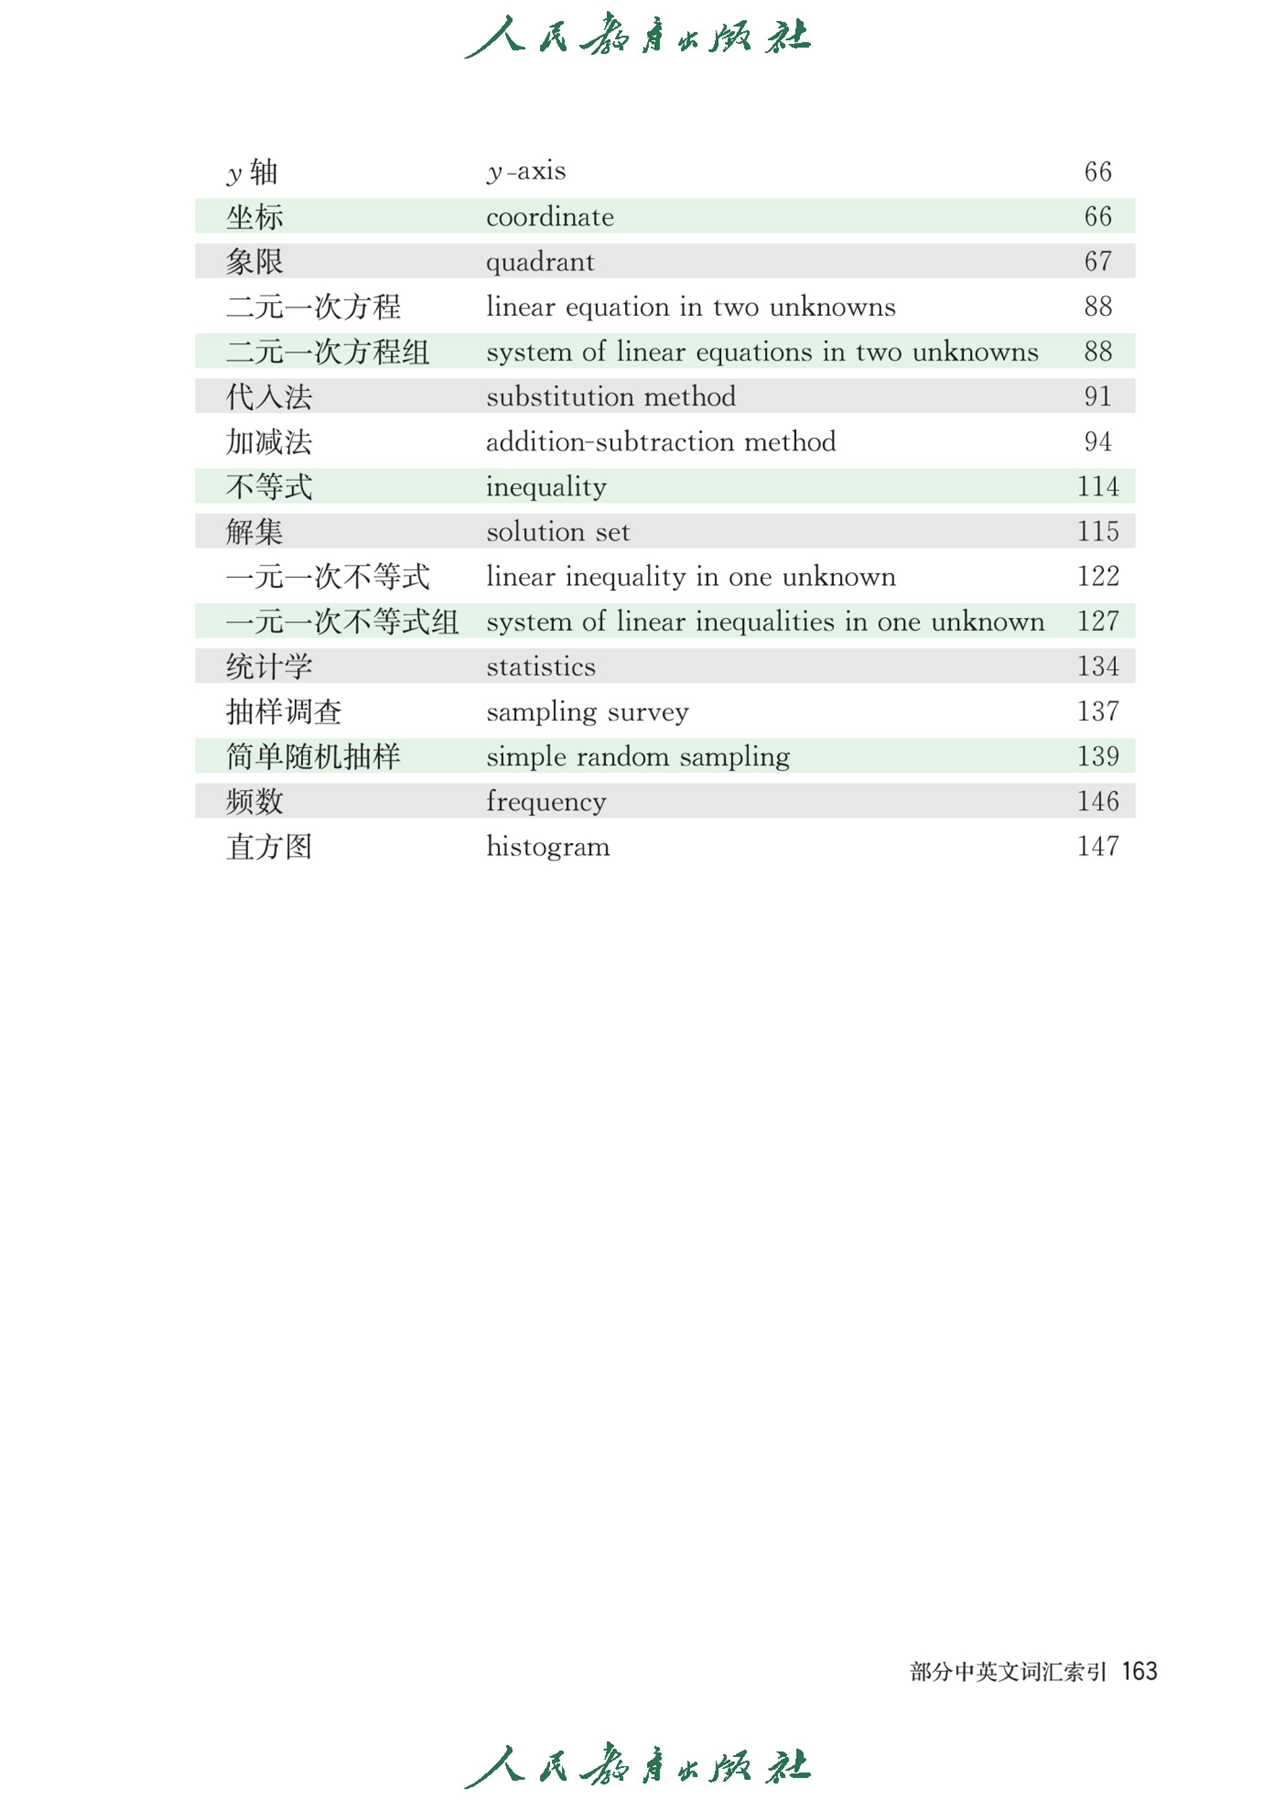 人民教育出版社
y 轴 y-axis 66
坐标 coordinate 66
象限 quadrant 67
二元一次方程 linear equation in two unknowns 88
二元一次方程组 system of linear equations in two unknowns 88
代入法 substitution method 91
加减法 addition-subtraction method 94
不等式 inequality 114
解集 solution set 115
一元一次不等式 linear inequality in one unknown 122
一元一次不等式组 system of linear inequalities in one unknown 127
统计学 statistics 134
抽样调查 sampling survey 137
简单随机抽样 simple random sampling 139
频数 frequency 146
直方图 histogram 147
部分中英文词汇索引 163
人民教育出版社